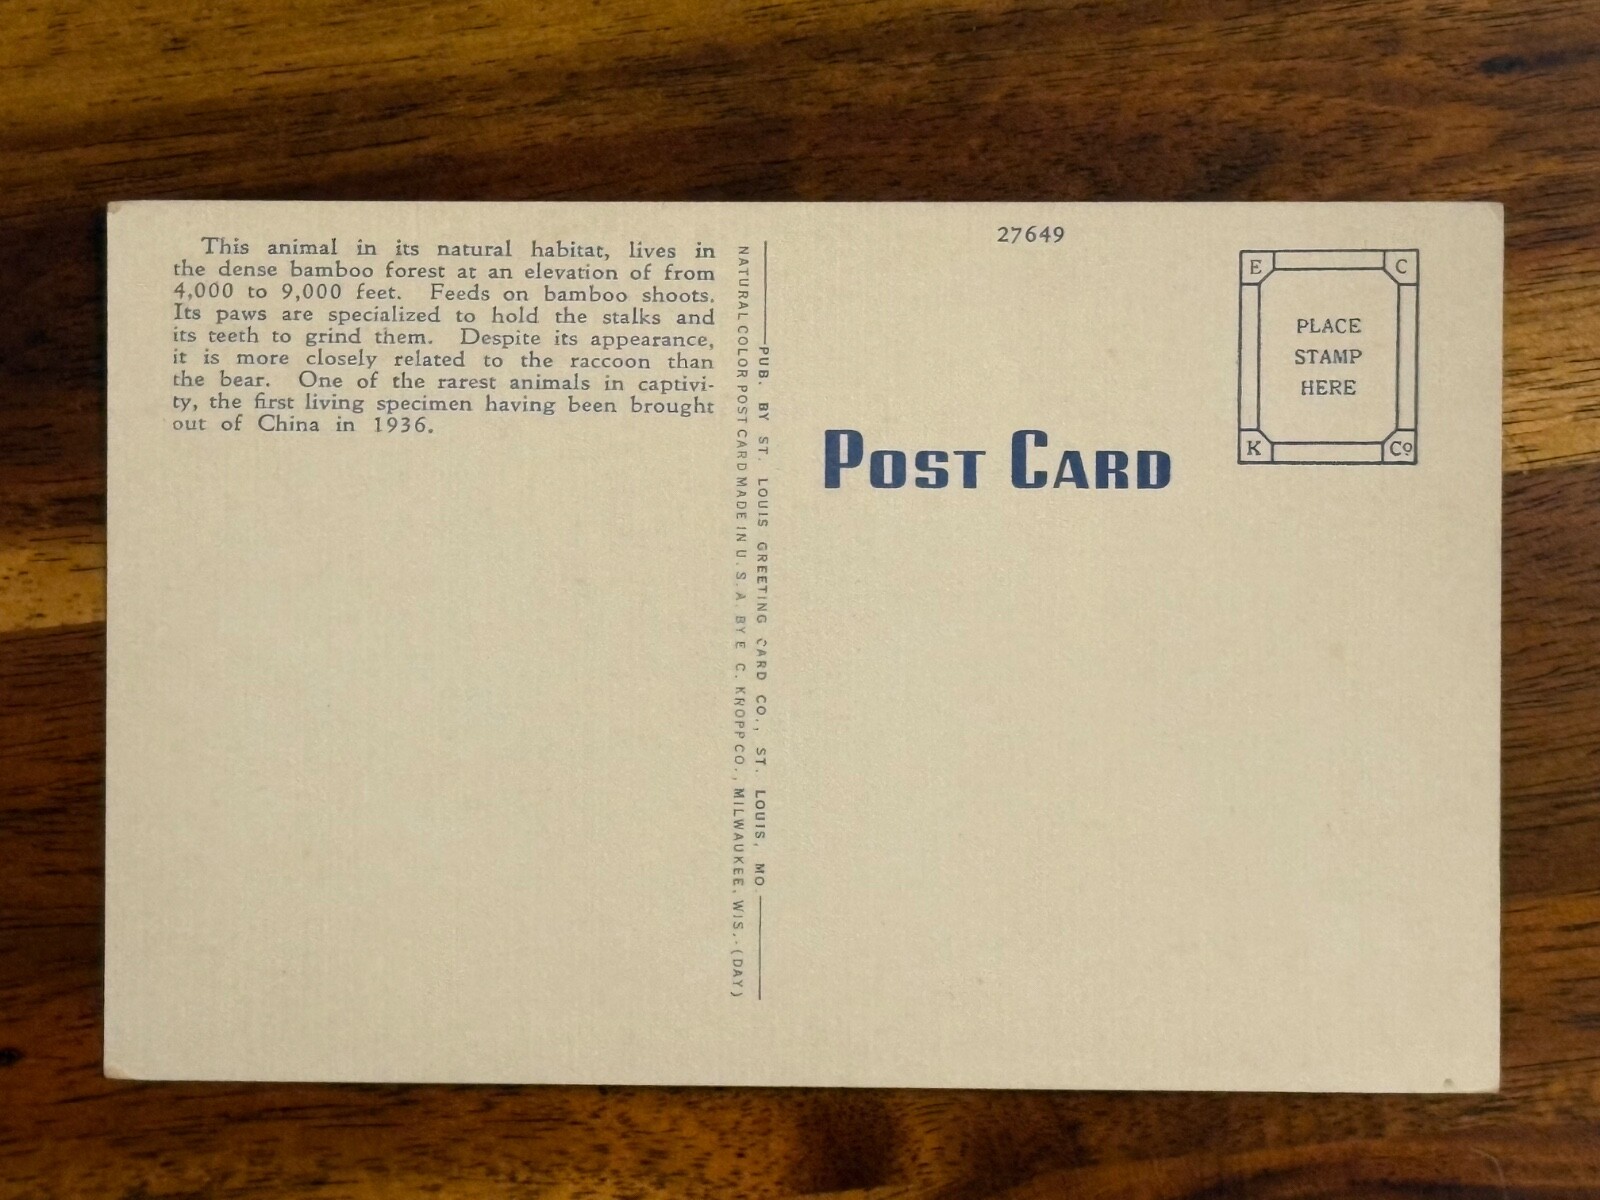 This animal in its natural habitat, lives in
the dense bamboo forest at an elevation of from
4,000 to 9,000 feet. Feeds on bamboo shoots.
Its paws are specialized to hold the stalks and
its teeth to grind them. Despite its appearance,
it is more closely related to the raccoon than
the bear. One of the rarest animals in captivi-
ty, the first living specimen having been brought
out of China in 1936.
PUB. BY ST. LOUIS GREETING CARD CO., ST. LOUIS, MO.
NATURAL COLOR POST CARD MADE IN U. S. A. BY E. C. KROPP CO., MILWAUKEE, WIS.-(DAY)
27649
POST CARD
E C
PLACE
STAMP
HERE
K Co